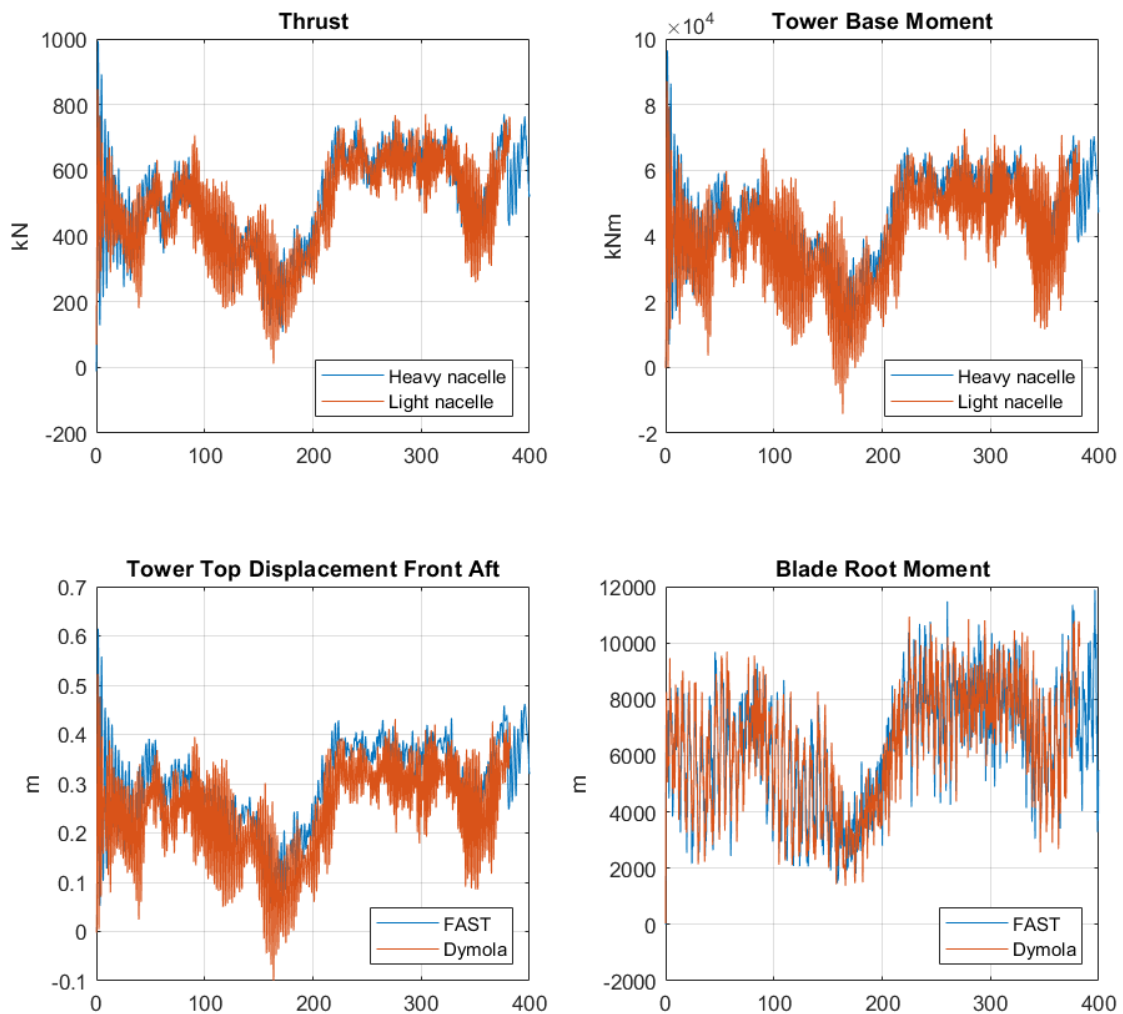 Thrust
1000
800
600
400
200
0
-200
kN
0 100 200 300 400
Heavy nacelle
Light nacelle
Tower Base Moment
×10⁴
10
8
6
4
2
0
-2
kNm
0 100 200 300 400
Heavy nacelle
Light nacelle
Tower Top Displacement Front Aft
0.7
0.6
0.5
0.4
0.3
0.2
0.1
0
-0.1
m
0 100 200 300 400
FAST
Dymola
Blade Root Moment
12000
10000
8000
6000
4000
2000
0
-2000
m
0 100 200 300 400
FAST
Dymola